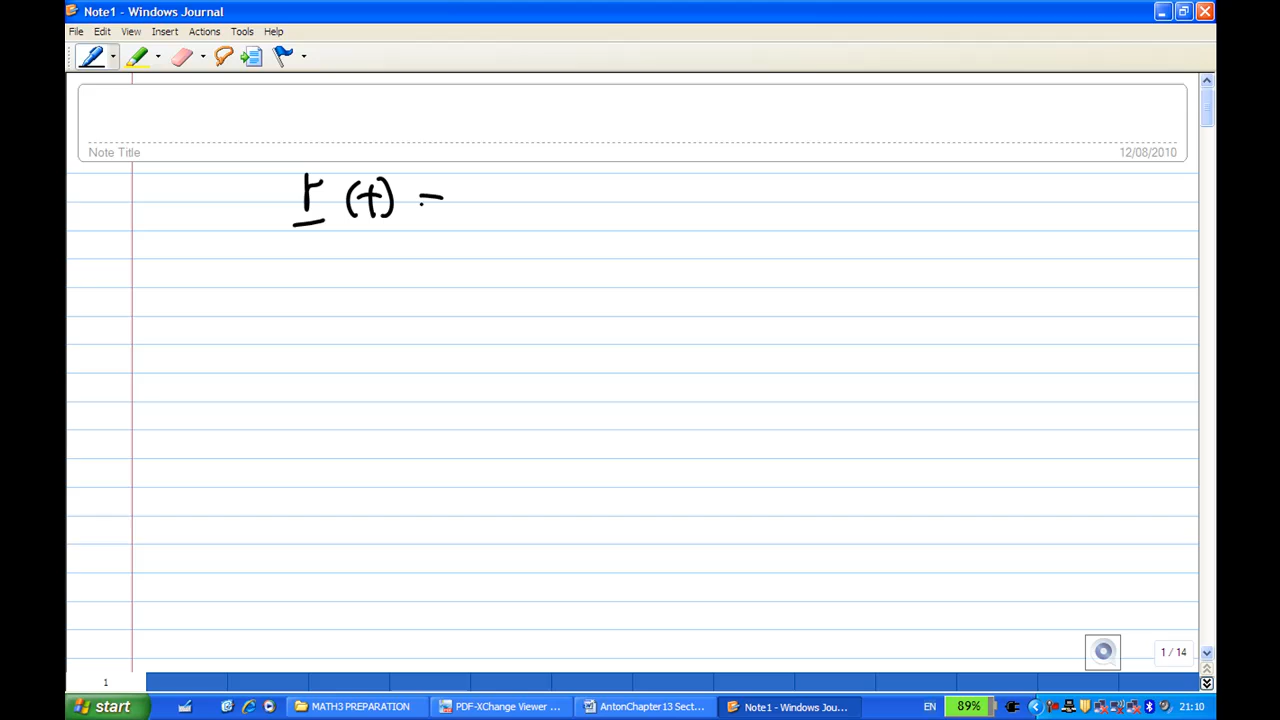 Note1 - Windows Journal
File Edit View Insert Actions Tools Help
Note Title 12/08/2010
r (t) =
1 / 14
1
start MATH3 PREPARATION PDF-XChange Viewer ... AntonChapter13 Sect... Note1 - Windows Jou... EN 89% 21:10